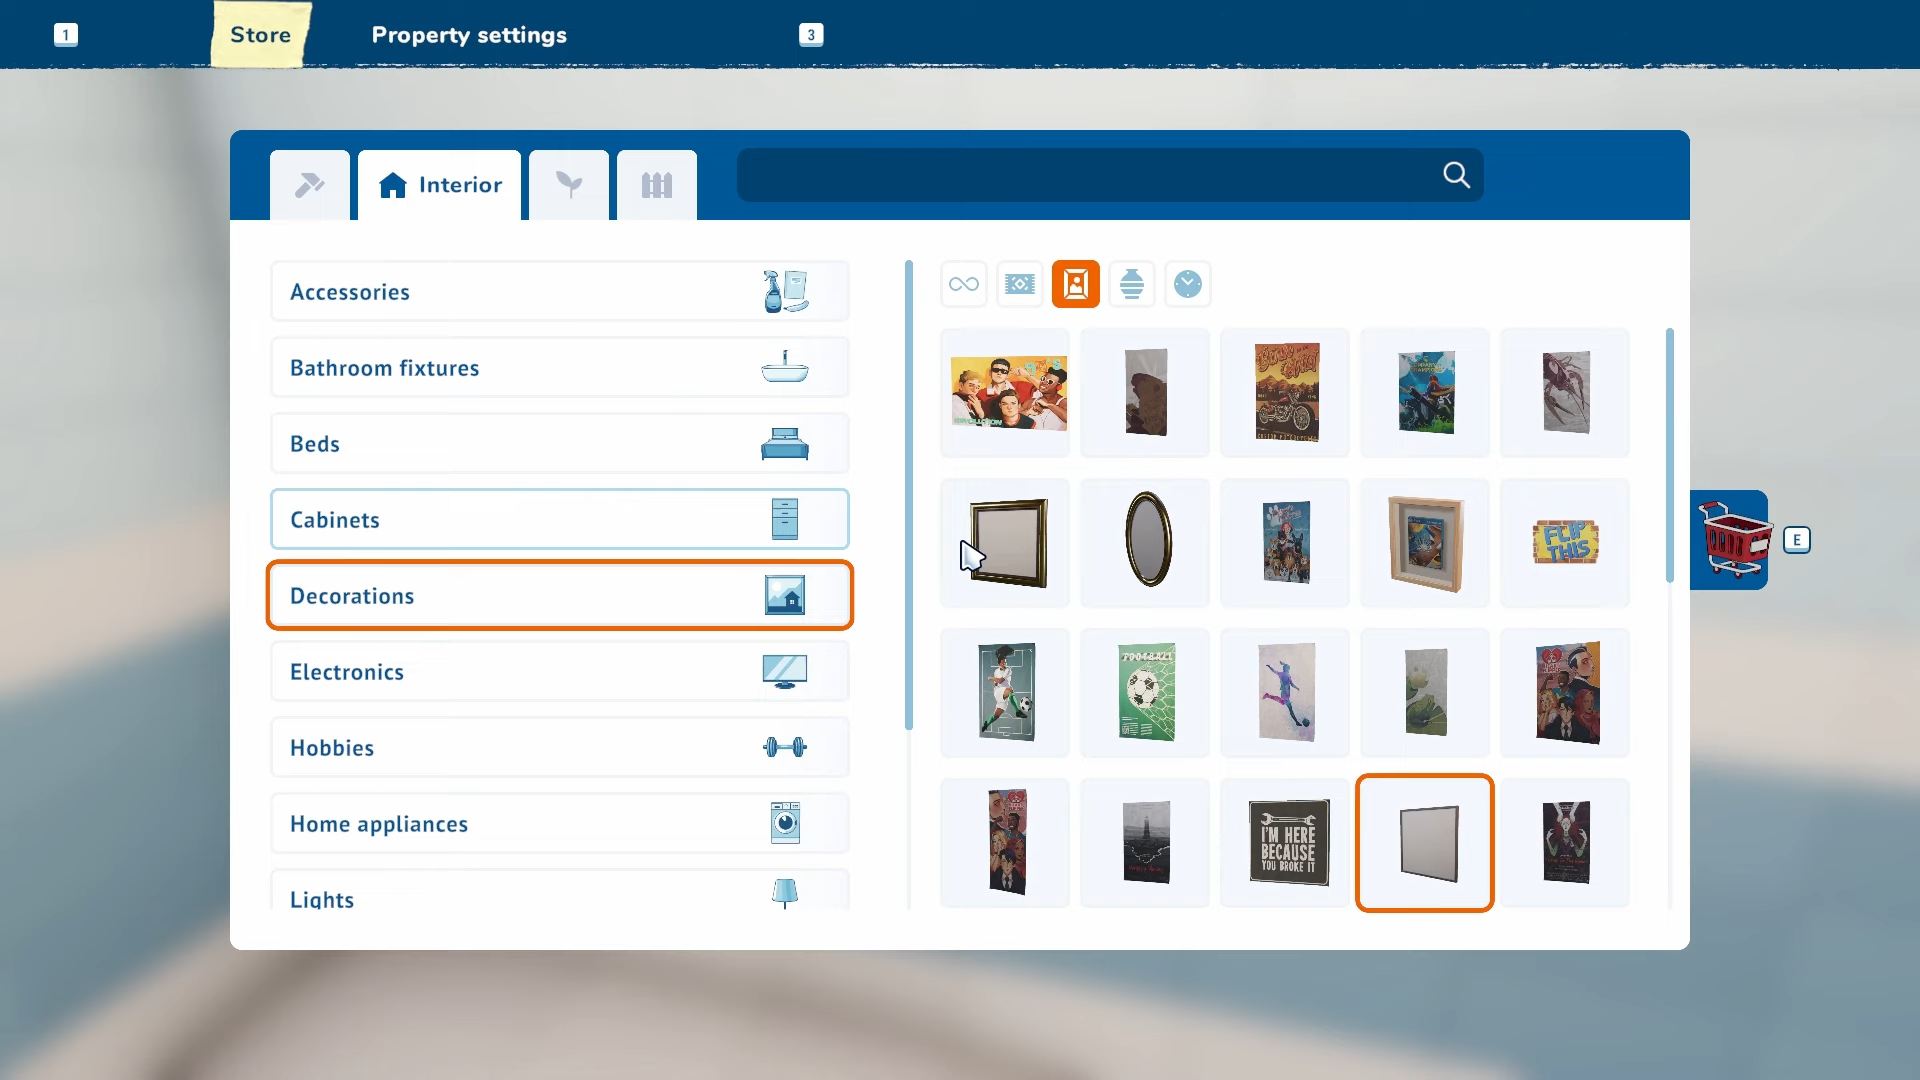 1
Store
Property settings
3
Interior
Accessories
Bathroom fixtures
Beds
Cabinets
Decorations
Electronics
Hobbies
Home appliances
Lights
E
FLIP
THIS
FOOTBALL
I'M HERE
BECAUSE
YOU BROKE IT